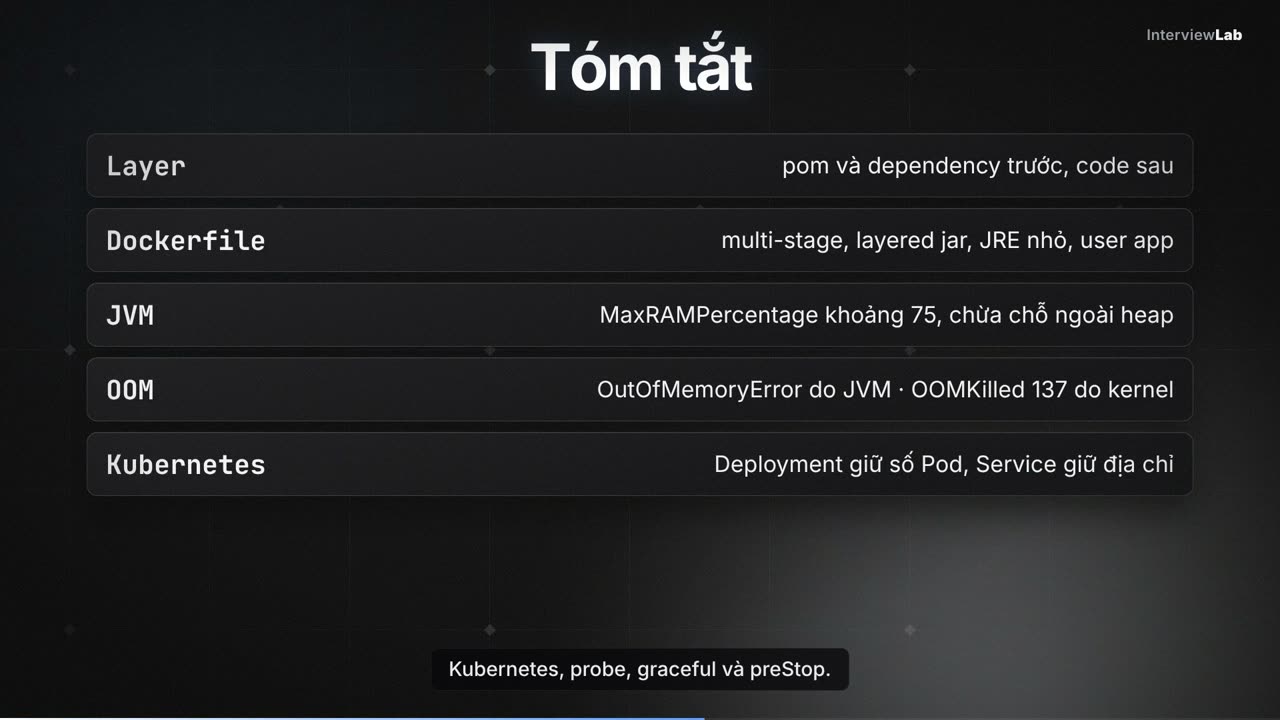 Tóm tắt
InterviewLab
Layer
pom và dependency trước, code sau
Dockerfile
multi-stage, layered jar, JRE nhỏ, user app
JVM
MaxRAMPercentage khoảng 75, chừa chỗ ngoài heap
OOM
OutOfMemoryError do JVM · OOMKilled 137 do kernel
Kubernetes
Deployment giữ số Pod, Service giữ địa chỉ
Kubernetes, probe, graceful và preStop.